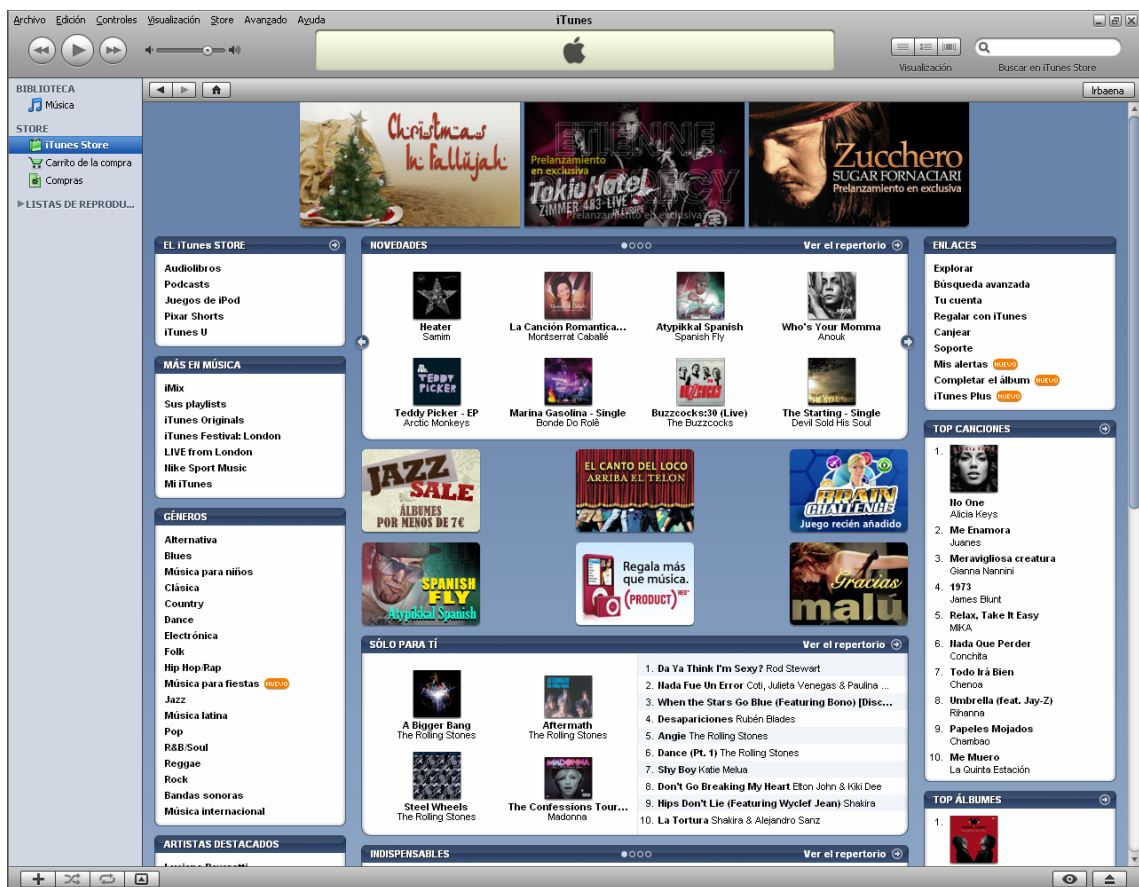 Archivo Edición Controles Visualización Store Avanzado Ayuda
iTunes
Visualización
Buscar en iTunes Store
BIBLIOTECA
Música
STORE
iTunes Store
Carrito de la compra
Compras
LISTAS DE REPRODU...
Irbaena
Christmas
In Fallujah
ETIENNE
Prelanzamiento
en exclusiva
Tokio Hotel
ZIMMER 483-LIVE
IN EUROPE
Prelanzamiento en exclusiva
Zucchero
SUGAR FORNACIARI
Prelanzamiento en exclusiva
EL iTunes STORE
Audiolibros
Podcasts
Juegos de iPod
Pixar Shorts
iTunes U
MÁS EN MÚSICA
iMix
Sus playlists
iTunes Originals
iTunes Festival: London
LIVE from London
Nike Sport Music
Mi iTunes
GÉNEROS
Alternativa
Blues
Música para niños
Clásica
Country
Dance
Electrónica
Folk
Hip Hop/Rap
Música para fiestas NUEVO
Jazz
Música latina
Pop
R&B/Soul
Reggae
Rock
Bandas sonoras
Música internacional
ARTISTAS DESTACADOS
Luciano Pavarotti
NOVEDADES
Ver el repertorio
Heater
Samim
La Canción Romantica...
Montserrat Caballé
Atypikkal Spanish
Spanish Fly
Who's Your Momma
Anouk
TEDDY
PICKER
Teddy Picker - EP
Arctic Monkeys
Marina Gasolina - Single
Bonde Do Rolê
BUZZCOCKS
Buzzcocks:30 (Live)
The Buzzcocks
The Starting - Single
Devil Sold His Soul
JAZZ
SALE
ÁLBUMES
POR MENOS DE 7€
EL CANTO DEL LOCO
ARRIBA EL TELON
BRAIN
CHALLENGE
Juego recién añadido
SPANISH
FLY
Atypikkal Spanish
Regala más
que música.
(PRODUCT) RED
Gracias
malú
SÓLO PARA TÍ
Ver el repertorio
A Bigger Bang
The Rolling Stones
Aftermath
The Rolling Stones
Steel Wheels
The Rolling Stones
MADONNA
The Confessions Tour...
Madonna
1. Da Ya Think I'm Sexy? Rod Stewart
2. Nada Fue Un Error Coti, Julieta Venegas & Paulina ...
3. When the Stars Go Blue (Featuring Bono) [Disc...
4. Desapariciones Rubén Blades
5. Angie The Rolling Stones
6. Dance (Pt. 1) The Rolling Stones
7. Shy Boy Katie Melua
8. Don't Go Breaking My Heart Elton John & Kiki Dee
9. Hips Don't Lie (Featuring Wyclef Jean) Shakira
10. La Tortura Shakira & Alejandro Sanz
INDISPENSABLES
Ver el repertorio
ENLACES
Explorar
Búsqueda avanzada
Tu cuenta
Regalar con iTunes
Canjear
Soporte
Mis alertas NUEVO
Completar el álbum NUEVO
iTunes Plus NUEVO
TOP CANCIONES
1.
No One
Alicia Keys
2. Me Enamora
Juanes
3. Meravigliosa creatura
Gianna Nannini
4. 1973
James Blunt
5. Relax, Take It Easy
MIKA
6. Nada Que Perder
Conchita
7. Todo Irá Bien
Chenoa
8. Umbrella (feat. Jay-Z)
Rihanna
9. Papeles Mojados
Chambao
10. Me Muero
La Quinta Estación
TOP ÁLBUMES
1.